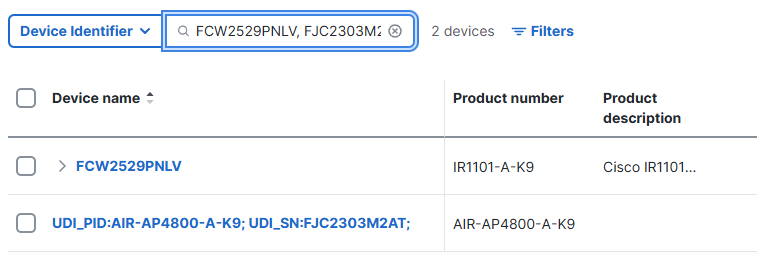 Device Identifier
FCW2529PNLV, FJC2303M2
2 devices
Filters
Device name
Product number
Product
description
FCW2529PNLV
IR1101-A-K9
Cisco IR1101...
UDI_PID:AIR-AP4800-A-K9; UDI_SN:FJC2303M2AT;
AIR-AP4800-A-K9